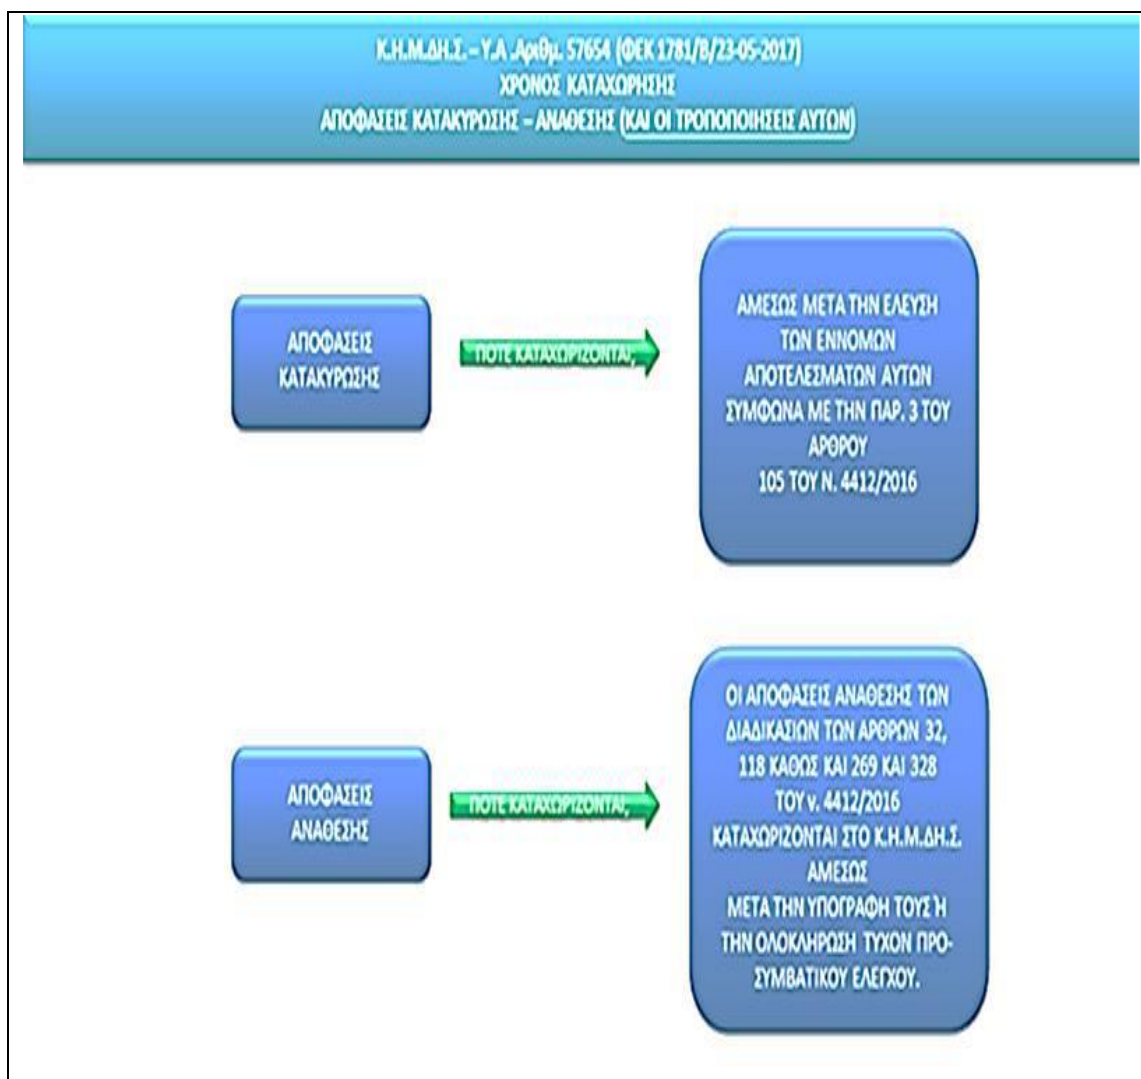 Κ.Η.Μ.ΔΗ.Σ. – Υ.Α .Αριθμ. 57654 (ΦΕΚ 1781/Β/23-05-2017)
ΧΡΟΝΟΣ ΚΑΤΑΧΩΡΗΣΗΣ
ΑΠΟΦΑΣΕΙΣ ΚΑΤΑΚΥΡΩΣΗΣ – ΑΝΑΘΕΣΗΣ (ΚΑΙ ΟΙ ΤΡΟΠΟΠΟΙΗΣΕΙΣ ΑΥΤΩΝ)
ΑΠΟΦΑΣΕΙΣ
ΚΑΤΑΚΥΡΩΣΗΣ
ΠΟΤΕ ΚΑΤΑΧΩΡΙΖΟΝΤΑΙ;
ΑΜΕΣΩΣ ΜΕΤΑ ΤΗΝ ΕΛΕΥΣΗ
ΤΩΝ ΕΝΝΟΜΩΝ
ΑΠΟΤΕΛΕΣΜΑΤΩΝ ΑΥΤΩΝ
ΣΥΜΦΩΝΑ ΜΕ ΤΗΝ ΠΑΡ. 3 ΤΟΥ
ΑΡΘΡΟΥ
105 ΤΟΥ Ν. 4412/2016
ΑΠΟΦΑΣΕΙΣ
ΑΝΑΘΕΣΗΣ
ΠΟΤΕ ΚΑΤΑΧΩΡΙΖΟΝΤΑΙ;
ΟΙ ΑΠΟΦΑΣΕΙΣ ΑΝΑΘΕΣΗΣ ΤΩΝ
ΔΙΑΔΙΚΑΣΙΩΝ ΤΩΝ ΑΡΘΡΩΝ 32,
118 ΚΑΘΩΣ ΚΑΙ 269 ΚΑΙ 328
ΤΟΥ ν. 4412/2016
ΚΑΤΑΧΩΡΙΖΟΝΤΑΙ ΣΤΟ Κ.Η.Μ.ΔΗ.Σ.
ΑΜΕΣΩΣ
ΜΕΤΑ ΤΗΝ ΥΠΟΓΡΑΦΗ ΤΟΥΣ Ή
ΤΗΝ ΟΛΟΚΛΗΡΩΣΗ ΤΥΧΟΝ ΠΡΟ-
ΣΥΜΒΑΤΙΚΟΥ ΕΛΕΓΧΟΥ.